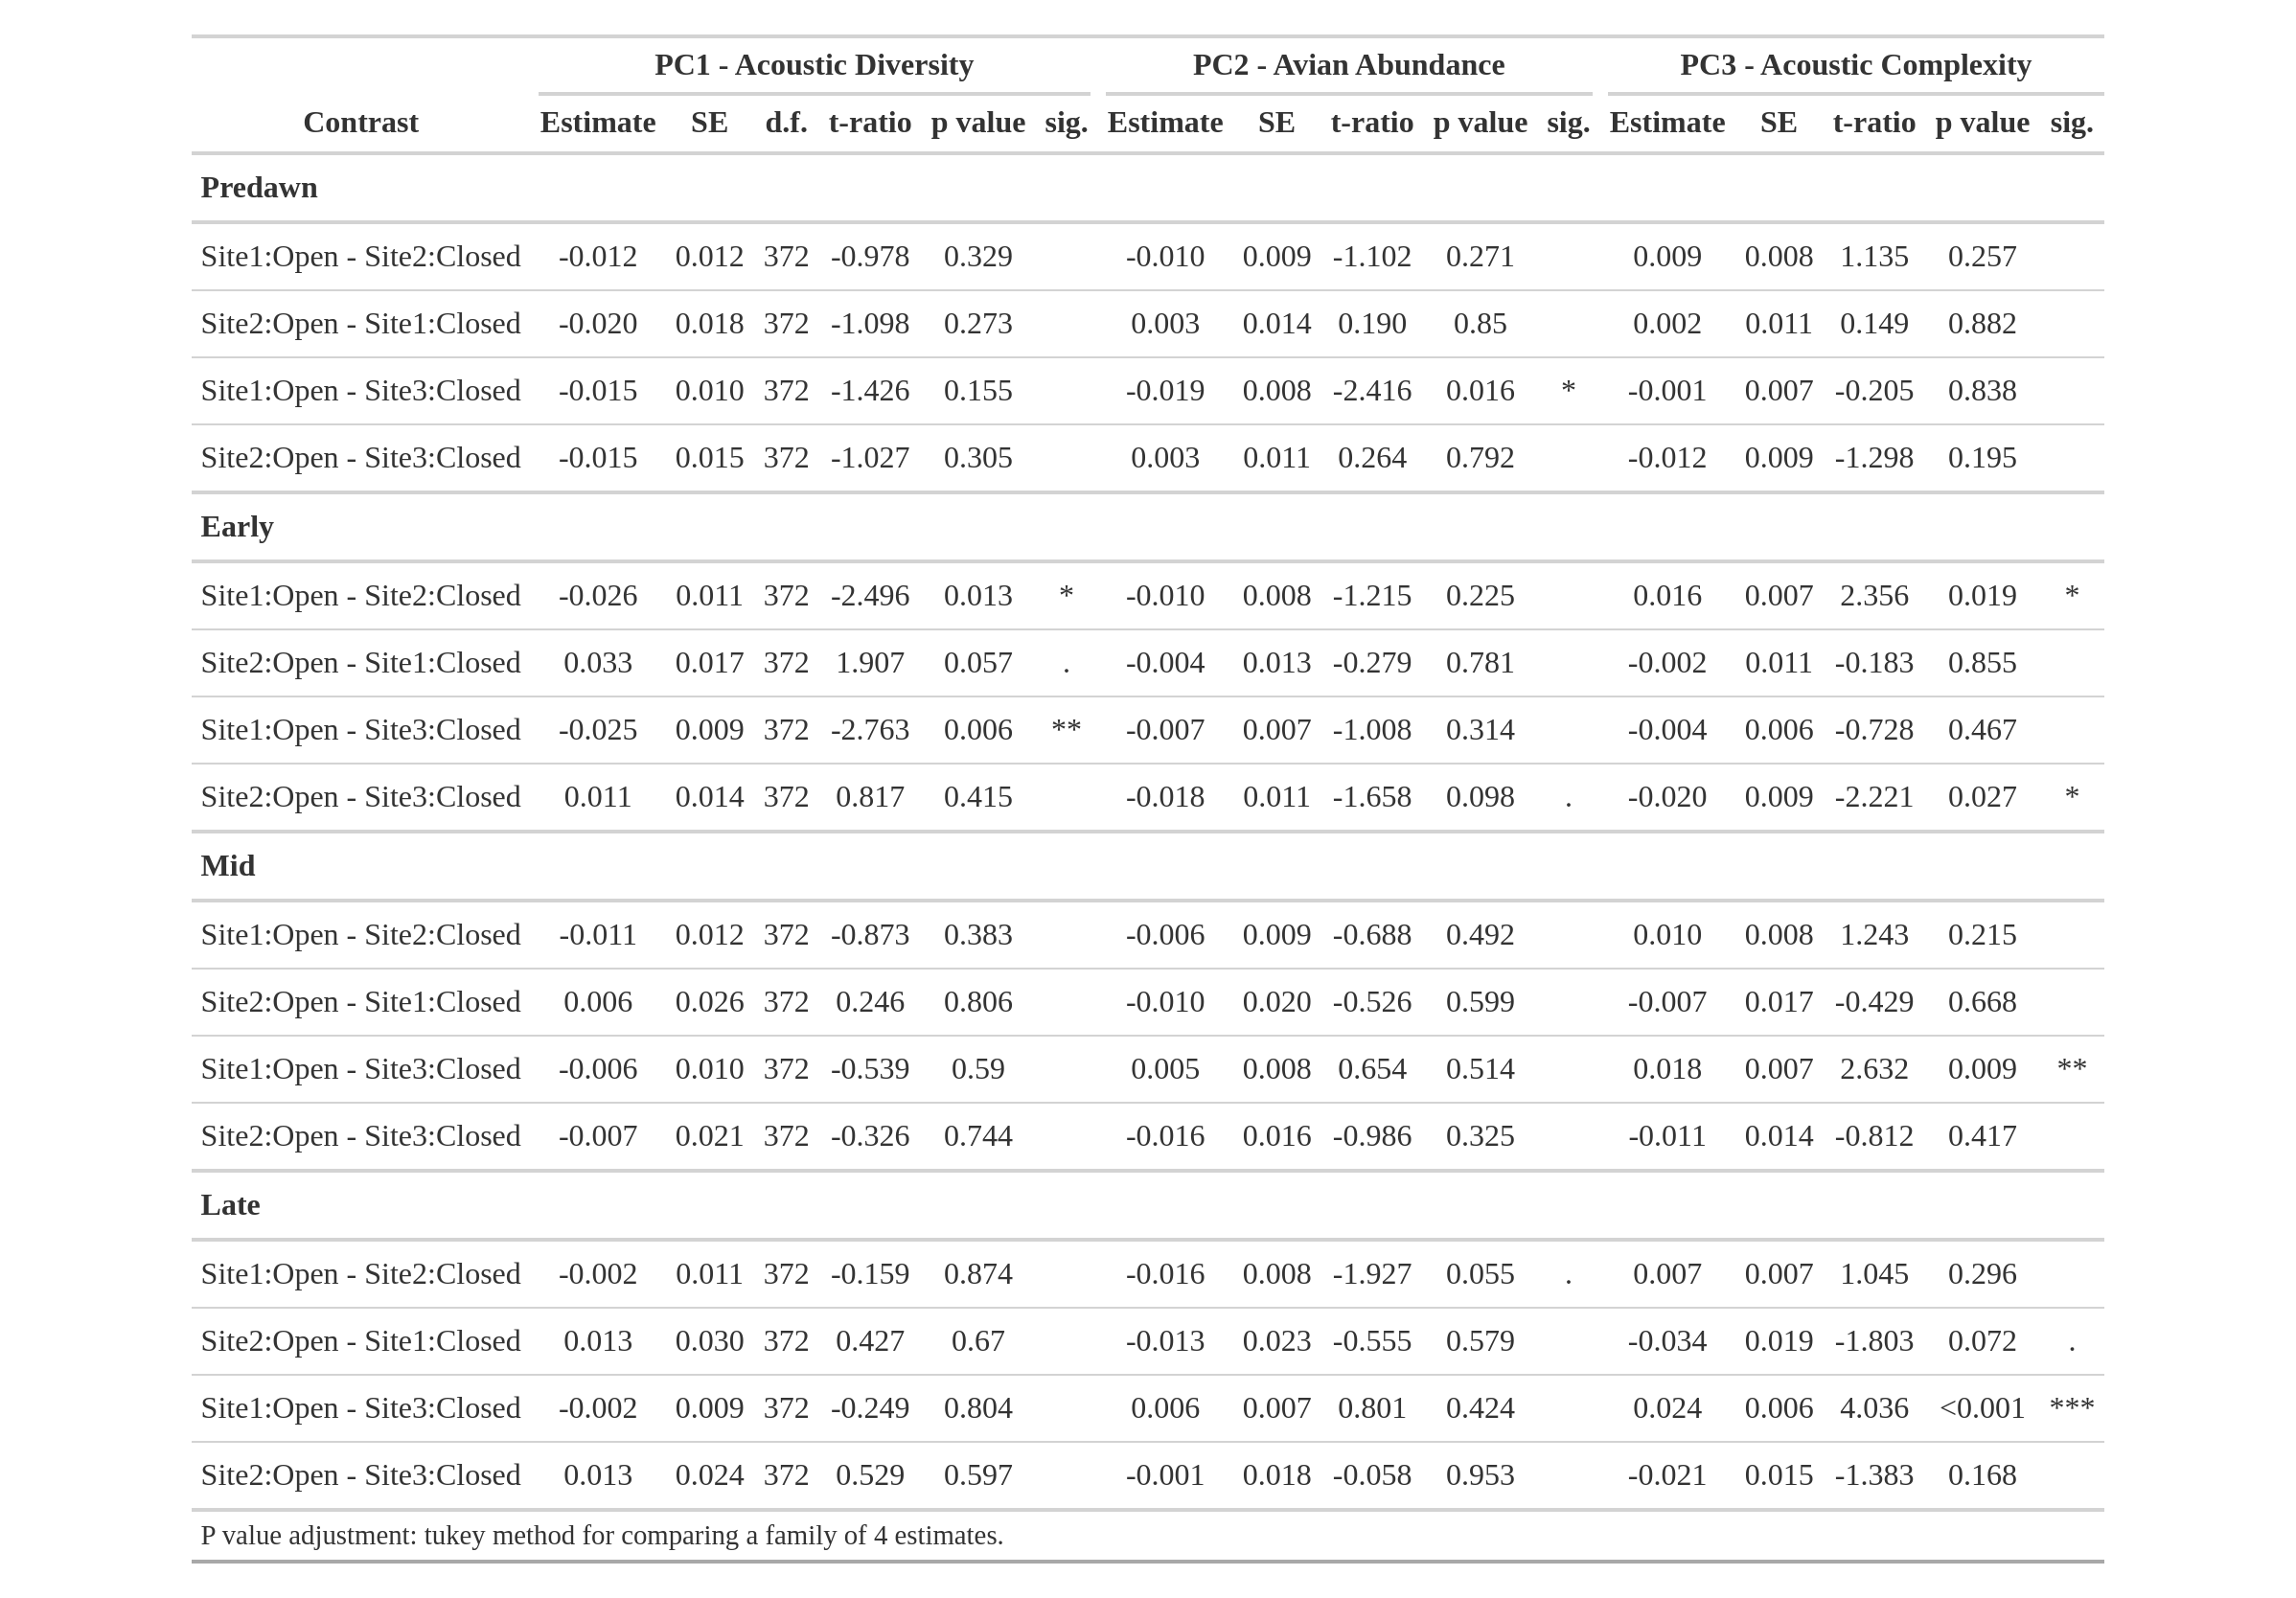 PC1 - Acoustic Diversity PC2 - Avian Abundance PC3 - Acoustic Complexity
Contrast Estimate SE d.f. t-ratio p value sig. Estimate SE t-ratio p value sig. Estimate SE t-ratio p value sig.
Predawn
Site1:Open - Site2:Closed -0.012 0.012 372 -0.978 0.329 -0.010 0.009 -1.102 0.271 0.009 0.008 1.135 0.257
Site2:Open - Site1:Closed -0.020 0.018 372 -1.098 0.273 0.003 0.014 0.190 0.85 0.002 0.011 0.149 0.882
Site1:Open - Site3:Closed -0.015 0.010 372 -1.426 0.155 -0.019 0.008 -2.416 0.016 * -0.001 0.007 -0.205 0.838
Site2:Open - Site3:Closed -0.015 0.015 372 -1.027 0.305 0.003 0.011 0.264 0.792 -0.012 0.009 -1.298 0.195
Early
Site1:Open - Site2:Closed -0.026 0.011 372 -2.496 0.013 * -0.010 0.008 -1.215 0.225 0.016 0.007 2.356 0.019 *
Site2:Open - Site1:Closed 0.033 0.017 372 1.907 0.057 . -0.004 0.013 -0.279 0.781 -0.002 0.011 -0.183 0.855
Site1:Open - Site3:Closed -0.025 0.009 372 -2.763 0.006 ** -0.007 0.007 -1.008 0.314 -0.004 0.006 -0.728 0.467
Site2:Open - Site3:Closed 0.011 0.014 372 0.817 0.415 -0.018 0.011 -1.658 0.098 . -0.020 0.009 -2.221 0.027 *
Mid
Site1:Open - Site2:Closed -0.011 0.012 372 -0.873 0.383 -0.006 0.009 -0.688 0.492 0.010 0.008 1.243 0.215
Site2:Open - Site1:Closed 0.006 0.026 372 0.246 0.806 -0.010 0.020 -0.526 0.599 -0.007 0.017 -0.429 0.668
Site1:Open - Site3:Closed -0.006 0.010 372 -0.539 0.59 0.005 0.008 0.654 0.514 0.018 0.007 2.632 0.009 **
Site2:Open - Site3:Closed -0.007 0.021 372 -0.326 0.744 -0.016 0.016 -0.986 0.325 -0.011 0.014 -0.812 0.417
Late
Site1:Open - Site2:Closed -0.002 0.011 372 -0.159 0.874 -0.016 0.008 -1.927 0.055 . 0.007 0.007 1.045 0.296
Site2:Open - Site1:Closed 0.013 0.030 372 0.427 0.67 -0.013 0.023 -0.555 0.579 -0.034 0.019 -1.803 0.072 .
Site1:Open - Site3:Closed -0.002 0.009 372 -0.249 0.804 0.006 0.007 0.801 0.424 0.024 0.006 4.036 <0.001 ***
Site2:Open - Site3:Closed 0.013 0.024 372 0.529 0.597 -0.001 0.018 -0.058 0.953 -0.021 0.015 -1.383 0.168
P value adjustment: tukey method for comparing a family of 4 estimates.